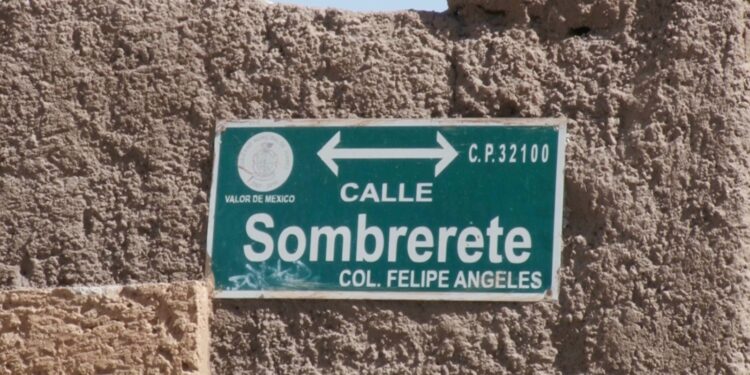 C.P.32100
VALOR DE MEXICO
CALLE
Sombrerete
COL. FELIPE ANGELES